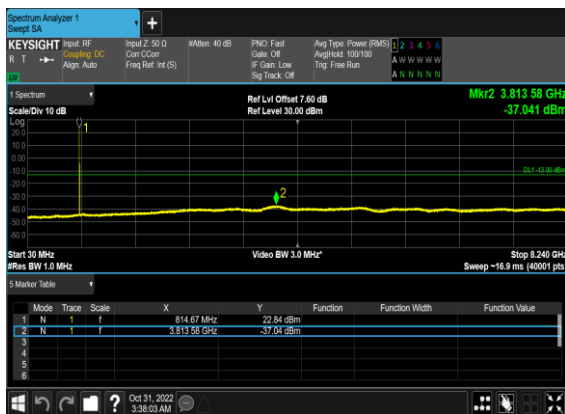 Spectrum Analyzer 1
Swept SA
KEYSIGHT
R T
Input: RF
Coupling: DC
Align: Auto
Input Z: 50 Ω
Corr CCorr
Freq Ref: Int (S)
#Atten: 40 dB
PNO: Fast
Gate: Off
IF Gain: Low
Sig Track: Off
Avg Type: Power (RMS)
Avg|Hold: 100/100
Trig: Free Run
1 2 3 4 5 6
A W W W W W
A N N N N N
1 Spectrum
Scale/Div 10 dB
Log
Ref Lvl Offset 7.60 dB
Ref Level 30.00 dBm
Mkr2 3.813 58 GHz
-37.041 dBm
20.0
10.0
0.00
-10.0
-20.0
-30.0
-40.0
-50.0
-60.0
1
2
DL1 -13.00 dBm
Start 30 MHz
#Res BW 1.0 MHz
Video BW 3.0 MHz*
Stop 8.240 GHz
Sweep ~16.9 ms (40001 pts)
5 Marker Table
Mode Trace Scale X Y Function Function Width Function Value
1 N 1 f 814.67 MHz 22.84 dBm
2 N 1 f 3.813 58 GHz -37.04 dBm
3
4
5
6
?
Oct 31, 2022
3:38:03 AM